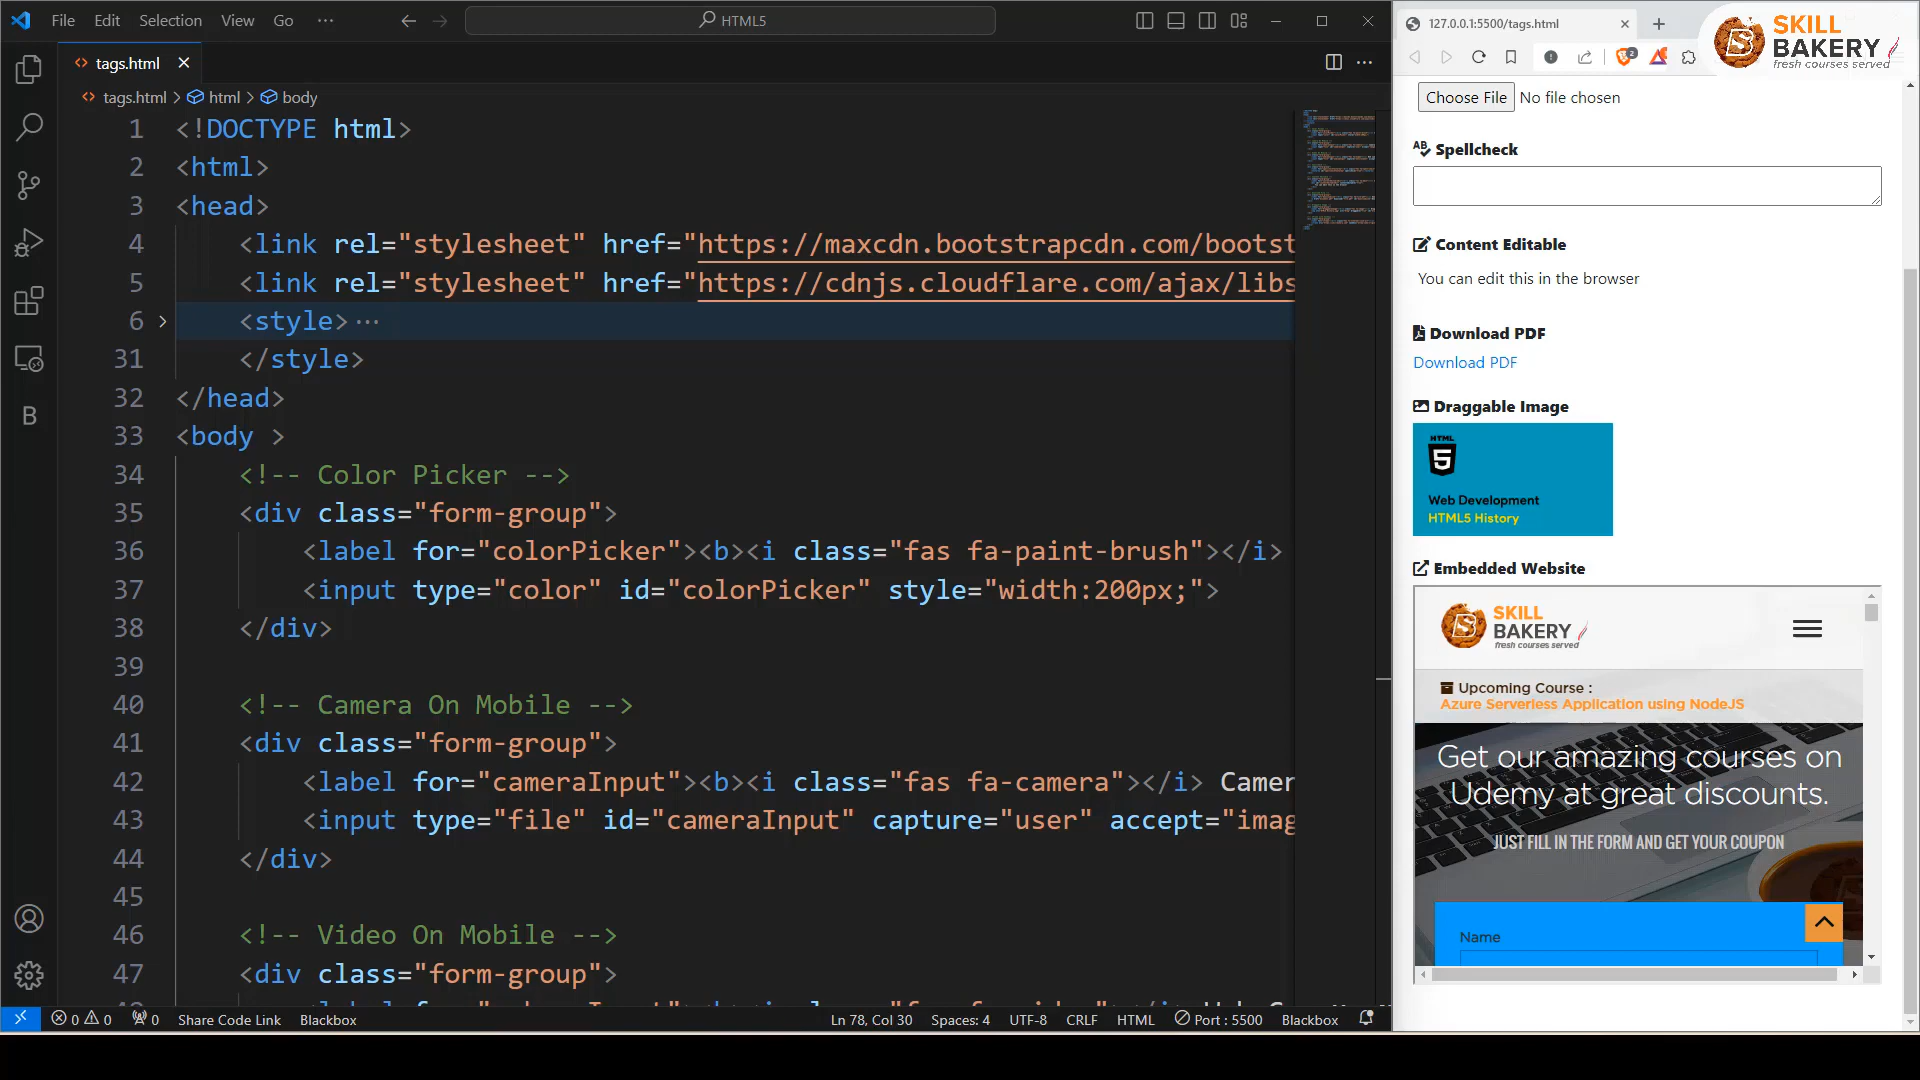 File Edit Selection View Go ···
HTML5
tags.html
tags.html > html > body
1 <!DOCTYPE html>
2 <html>
3 <head>
4 <link rel="stylesheet" href="https://maxcdn.bootstrapcdn.com/bootst
5 <link rel="stylesheet" href="https://cdnjs.cloudflare.com/ajax/libs
6 <style>···
31 </style>
32 </head>
33 <body >
34 <!-- Color Picker -->
35 <div class="form-group">
36 <label for="colorPicker"><b><i class="fas fa-paint-brush"></i>
37 <input type="color" id="colorPicker" style="width:200px;">
38 </div>
39
40 <!-- Camera On Mobile -->
41 <div class="form-group">
42 <label for="cameraInput"><b><i class="fas fa-camera"></i> Camer
43 <input type="file" id="cameraInput" capture="user" accept="imag
44 </div>
45
46 <!-- Video On Mobile -->
47 <div class="form-group">
B
0 0 0 Share Code Link Blackbox Ln 78, Col 30 Spaces: 4 UTF-8 CRLF HTML Port : 5500 Blackbox
127.0.0.1:5500/tags.html
2
SKILL
BAKERY
fresh courses served
Choose File No file chosen
AB Spellcheck
Content Editable
You can edit this in the browser
Download PDF
Download PDF
Draggable Image
HTML
5
Web Development
HTML5 History
Embedded Website
SKILL
BAKERY
fresh courses served
Upcoming Course :
Azure Serverless Application using NodeJS
Get our amazing courses on
Udemy at great discounts.
JUST FILL IN THE FORM AND GET YOUR COUPON
Name